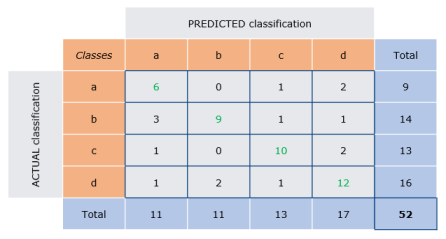 PREDICTED classification
Classes a b c d Total
ACTUAL classification
a 6 0 1 2 9
b 3 9 1 1 14
c 1 0 10 2 13
d 1 2 1 12 16
Total 11 11 13 17 52